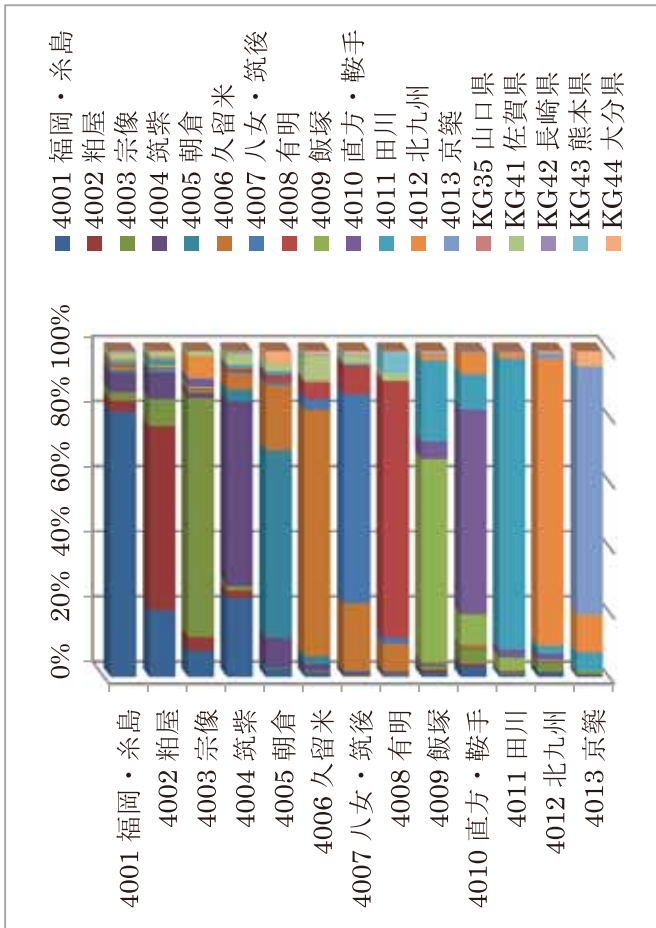 4001 福岡・糸島
4002 粕屋
4003 宗像
4004 筑紫
4005 朝倉
4006 久留米
4007 八女・筑後
4008 有明
4009 飯塚
4010 直方・鞍手
4011 田川
4012 北九州
4013 京築
0% 20% 40% 60% 80% 100%
4001 福岡・糸島
4002 粕屋
4003 宗像
4004 筑紫
4005 朝倉
4006 久留米
4007 八女・筑後
4008 有明
4009 飯塚
4010 直方・鞍手
4011 田川
4012 北九州
4013 京築
KG35 山口県
KG41 佐賀県
KG42 長崎県
KG43 熊本県
KG44 大分県